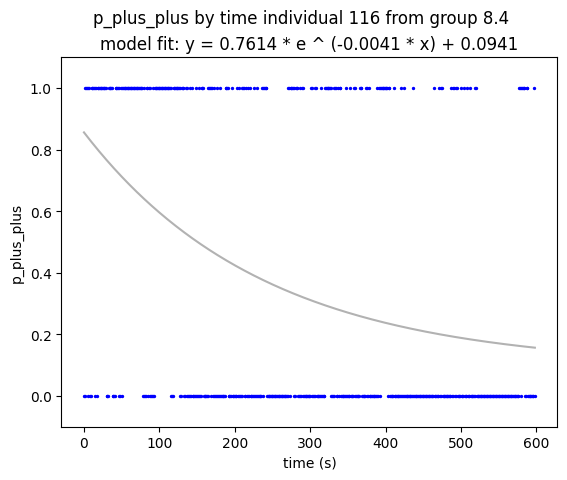 p_plus_plus by time individual 116 from group 8.4
model fit: y = 0.7614 * e ^ (-0.0041 * x) + 0.0941
1.0
0.8
0.6
0.4
0.2
0.0
p_plus_plus
0 100 200 300 400 500 600
time (s)